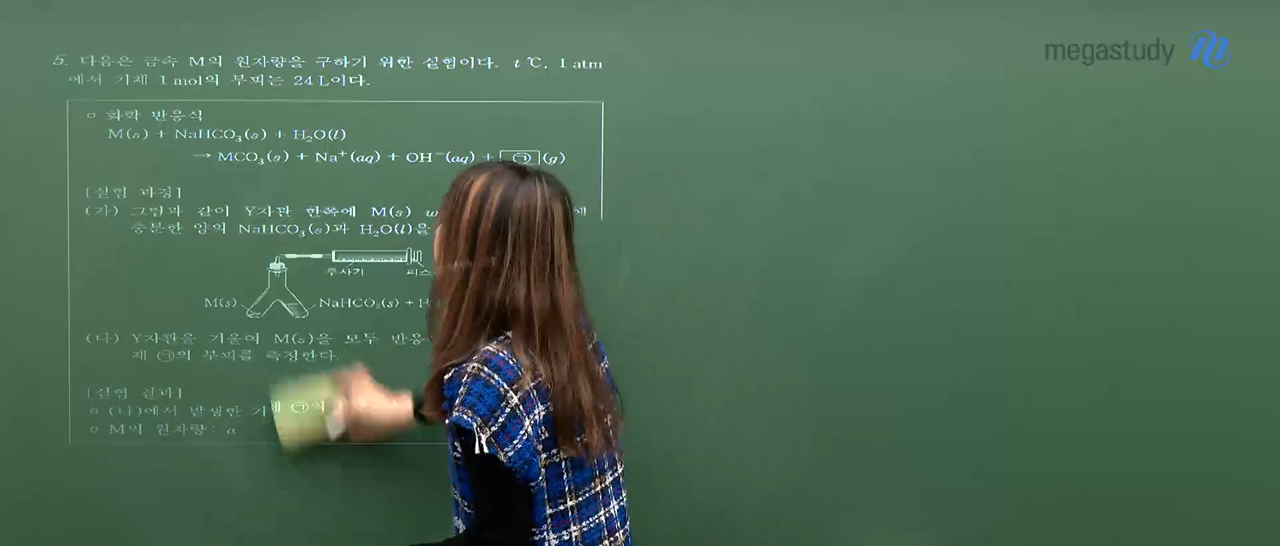 megastudy
5. 다음은 금속 M의 원자량을 구하기 위한 실험이다. t ℃, 1 atm
에서 기체 1 mol의 부피는 24 L이다.
○ 화학 반응식
M(s) + NaHCO₃(s) + H₂O(l)
→ MCO₃(s) + Na⁺(aq) + OH⁻(aq) + ㉠ (g)
[실험 과정]
(가) 그림과 같이 Y자관 한쪽에 M(s) w 에
충분한 양의 NaHCO₃(s)과 H₂O(l)을
주사기 피스
M(s) NaHCO₃(s) + H
(나) Y자관을 기울여 M(s)을 모두 반응
체 ㉠의 부피를 측정한다.
[실험 결과]
○ (나)에서 발생한 기체 ㉠의
○ M의 원자량: a